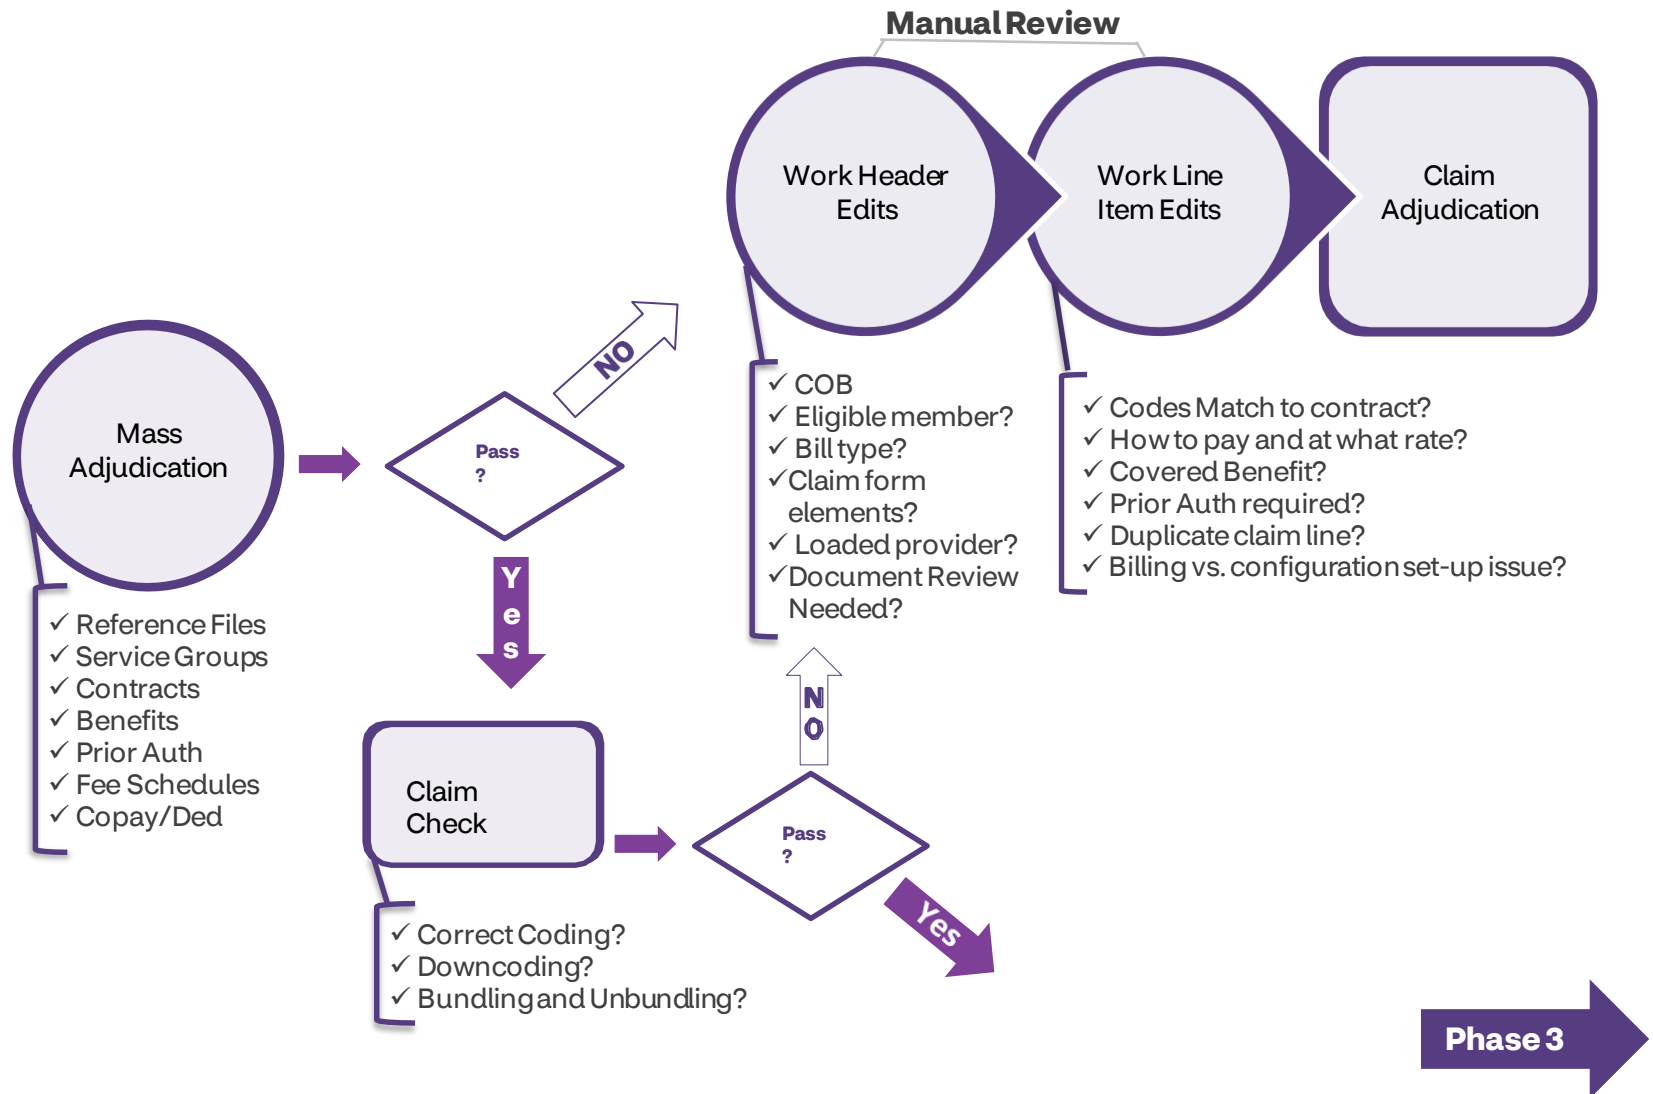 Manual Review
Work Header
Edits
Work Line
Item Edits
Claim
Adjudication
NO
Mass
Adjudication
Pass
?
✓ COB
✓ Eligible member?
✓ Bill type?
✓ Claim form
elements?
✓ Loaded provider?
✓ Document Review
Needed?
✓ Codes Match to contract?
✓ How to pay and at what rate?
✓ Covered Benefit?
✓ Prior Auth required?
✓ Duplicate claim line?
✓ Billing vs. configuration set-up issue?
Yes
✓ Reference Files
✓ Service Groups
✓ Contracts
✓ Benefits
✓ Prior Auth
✓ Fee Schedules
✓ Copay/Ded
NO
Claim
Check
Pass
?
Yes
✓ Correct Coding?
✓ Downcoding?
✓ Bundling and Unbundling?
Phase 3